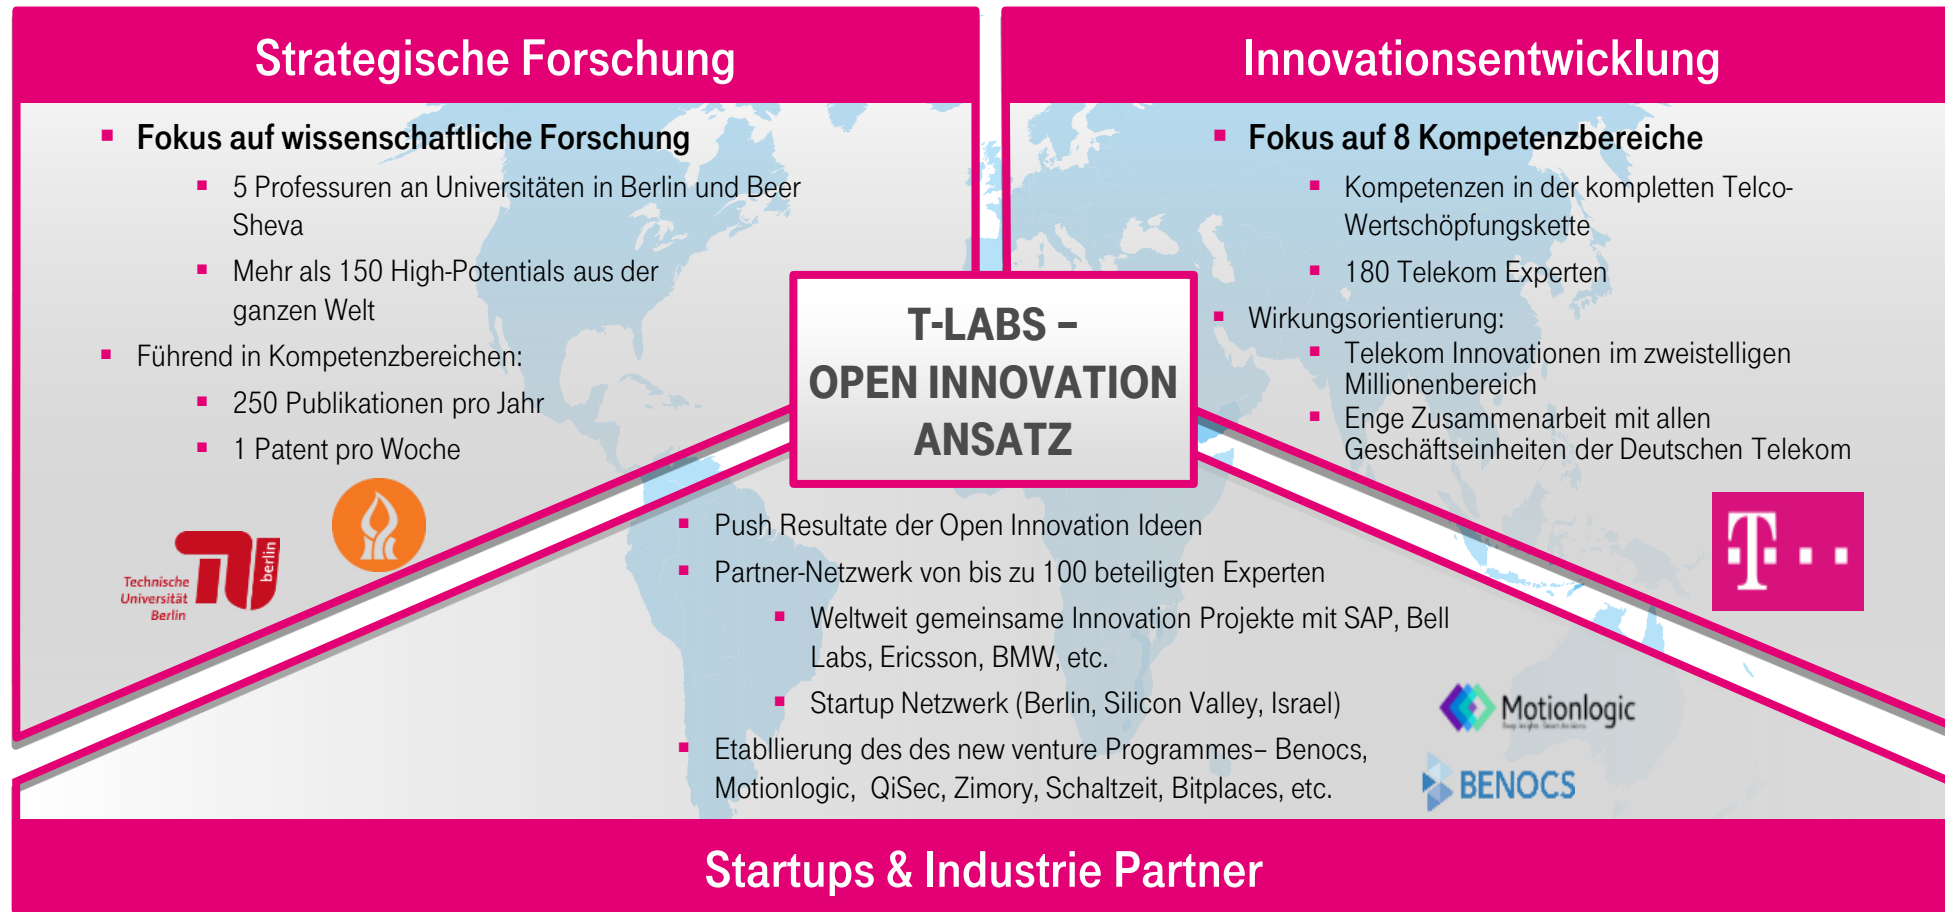 Strategische Forschung
Fokus auf wissenschaftliche Forschung
5 Professuren an Universitäten in Berlin und Beer
Sheva
Mehr als 150 High-Potentials aus der
ganzen Welt
Führend in Kompetenzbereichen:
250 Publikationen pro Jahr
1 Patent pro Woche
Technische
Universität
Berlin
berlin
Innovationsentwicklung
Fokus auf 8 Kompetenzbereiche
Kompetenzen in der kompletten Telco-
Wertschöpfungskette
180 Telekom Experten
Wirkungsorientierung:
Telekom Innovationen im zweistelligen
Millionenbereich
Enge Zusammenarbeit mit allen
Geschäftseinheiten der Deutschen Telekom
T
T-LABS –
OPEN INNOVATION
ANSATZ
Push Resultate der Open Innovation Ideen
Partner-Netzwerk von bis zu 100 beteiligten Experten
Weltweit gemeinsame Innovation Projekte mit SAP, Bell
Labs, Ericsson, BMW, etc.
Startup Netzwerk (Berlin, Silicon Valley, Israel)
Etabllierung des des new venture Programmes– Benocs,
Motionlogic, QiSec, Zimory, Schaltzeit, Bitplaces, etc.
Motionlogic
BENOCS
Startups & Industrie Partner